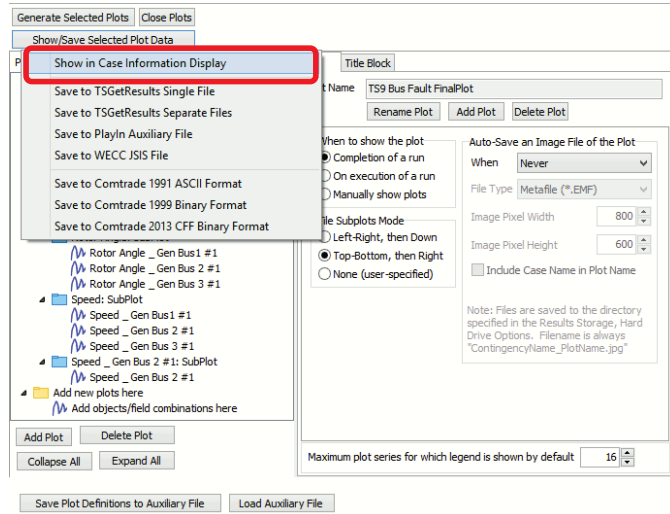 Generate Selected Plots Close Plots
Show/Save Selected Plot Data
Show in Case Information Display
Save to TSGetResults Single File
Save to TSGetResults Separate Files
Save to PlayIn Auxiliary File
Save to WECC JSIS File
Save to Comtrade 1991 ASCII Format
Save to Comtrade 1999 Binary Format
Save to Comtrade 2013 CFF Binary Format
Rotor Angle _ Gen Bus1 #1
Rotor Angle _ Gen Bus 2 #1
Rotor Angle _ Gen Bus 3 #1
Speed: SubPlot
Speed _ Gen Bus1 #1
Speed _ Gen Bus 2 #1
Speed _ Gen Bus 3 #1
Speed _ Gen Bus 2 #1: SubPlot
Speed _ Gen Bus 2 #1
Add new plots here
Add objects/field combinations here
Add Plot Delete Plot
Collapse All Expand All
Title Block
Name TS9 Bus Fault FinalPlot
Rename Plot Add Plot Delete Plot
When to show the plot
Completion of a run
On execution of a run
Manually show plots
Subplots Mode
Left-Right, then Down
Top-Bottom, then Right
None (user-specified)
Auto-Save an Image File of the Plot
When Never
File Type Metafile (*.EMF)
Image Pixel Width 800
Image Pixel Height 600
Include Case Name in Plot Name
Note: Files are saved to the directory
specified in the Results Storage, Hard
Drive Options. Filename is always
"ContingencyName_PlotName.jpg"
Maximum plot series for which legend is shown by default 16
Save Plot Definitions to Auxiliary File Load Auxiliary File